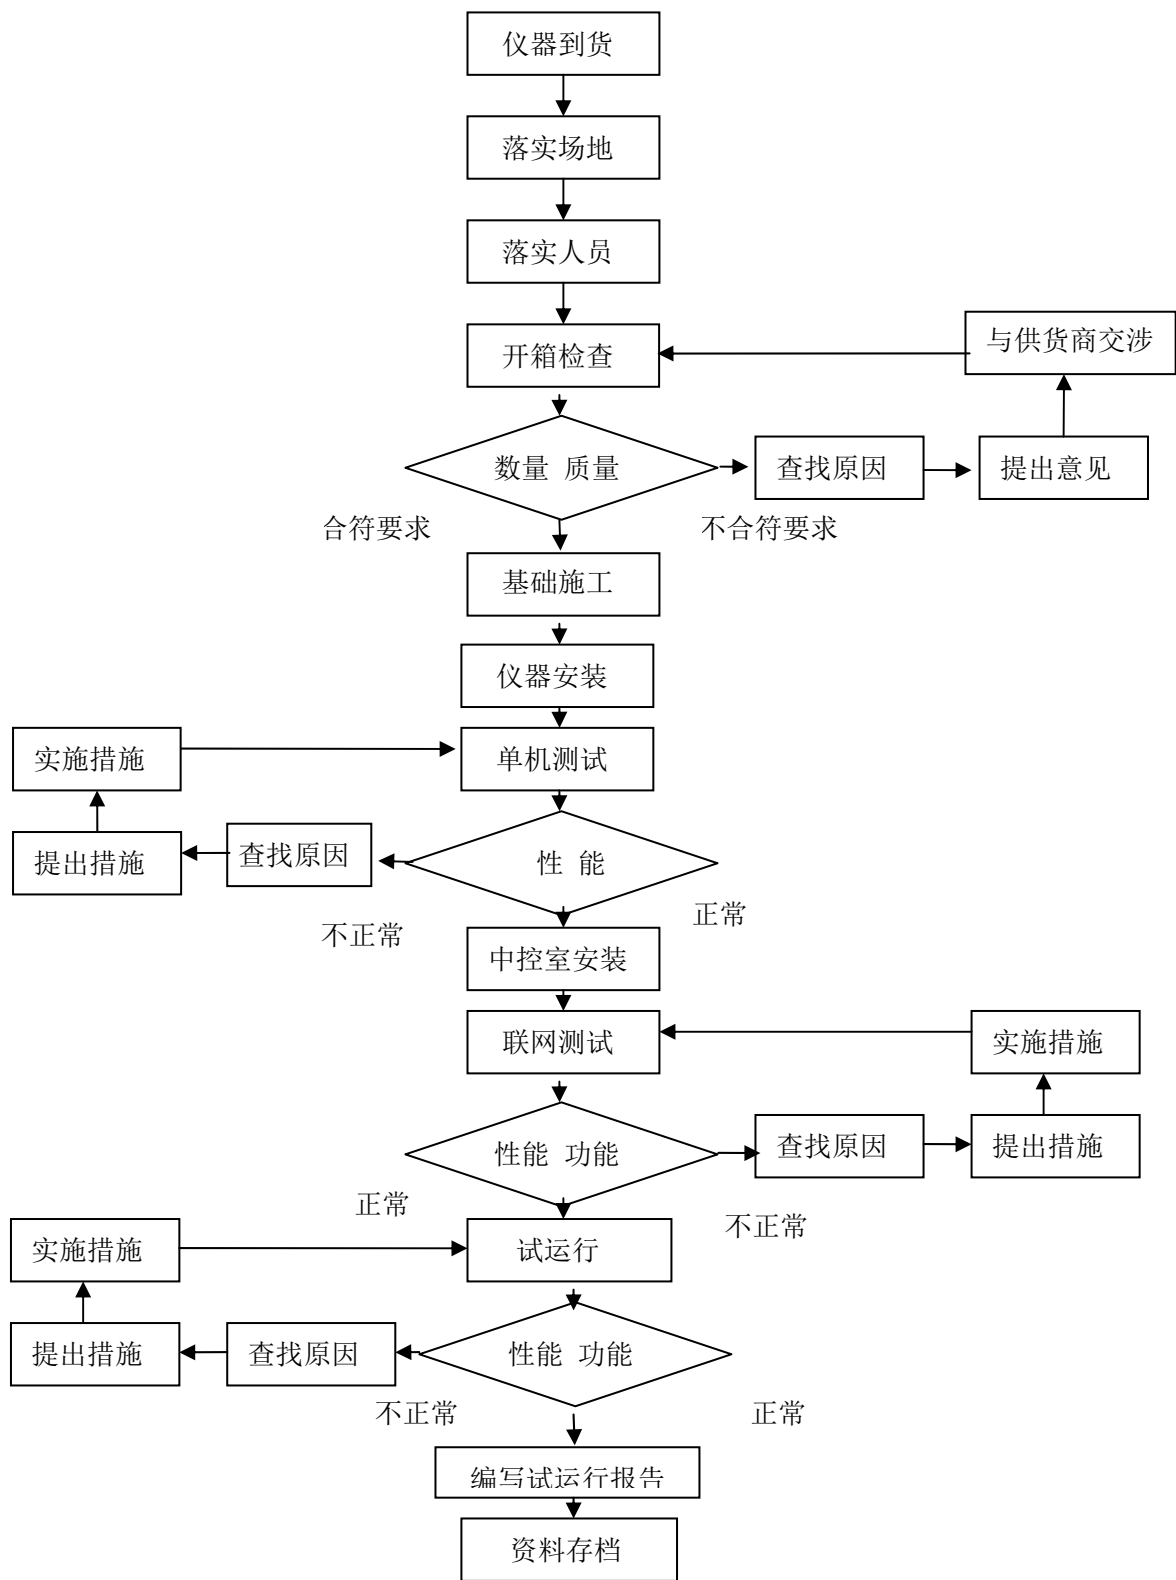 仪器到货
落实场地
落实人员
开箱检查
与供货商交涉
数量 质量
查找原因
提出意见
合符要求
不合符要求
基础施工
仪器安装
实施措施
单机测试
提出措施
查找原因
性 能
不正常
正常
中控室安装
联网测试
实施措施
性能 功能
查找原因
提出措施
正常
不正常
实施措施
试运行
提出措施
查找原因
性能 功能
不正常
正常
编写试运行报告
资料存档